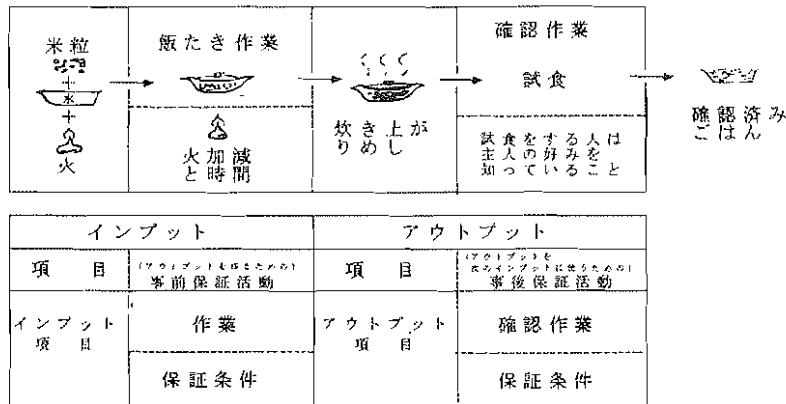 米粒
+
水
+
火
飯たき作業
火加減
と時間
炊き上が
りめし
確認作業
試食
試食をする人は
主人の好みを
知っていること
確認済み
ごはん
インプット
アウトプット
項目
(アウトプットを導きだすための)
事前保証活動
項目
(アウトプットを
次のインプットに使うための)
事後保証活動
インプット
項目
作業
保証条件
アウトプット
項目
確認作業
保証条件